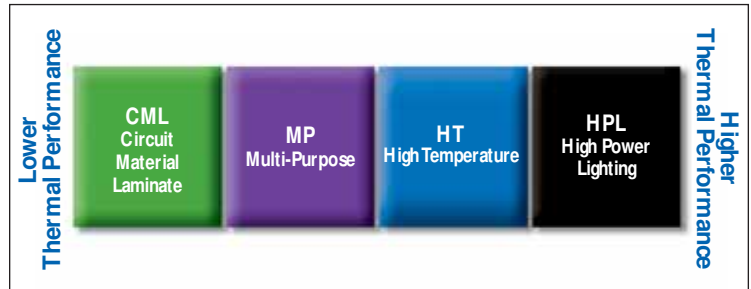 Lower
Thermal Performance
CML
Circuit
Material
Laminate
MP
Multi-Purpose
HT
High Temperature
HPL
High Power
Lighting
Higher
Thermal Performance